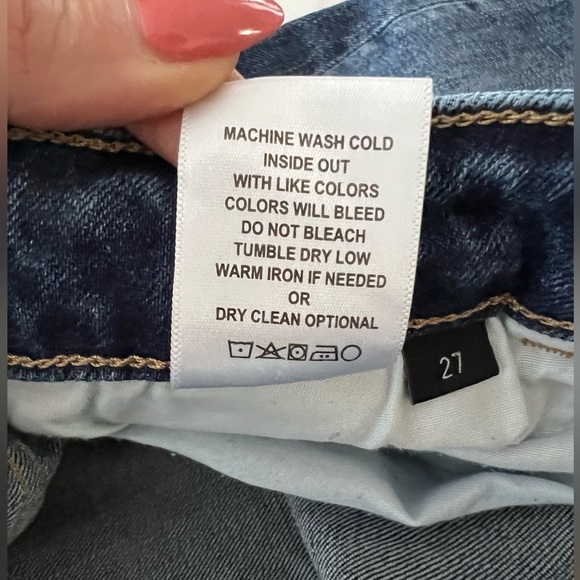 MACHINE WASH COLD
INSIDE OUT
WITH LIKE COLORS
COLORS WILL BLEED
DO NOT BLEACH
TUMBLE DRY LOW
WARM IRON IF NEEDED
OR
DRY CLEAN OPTIONAL
27